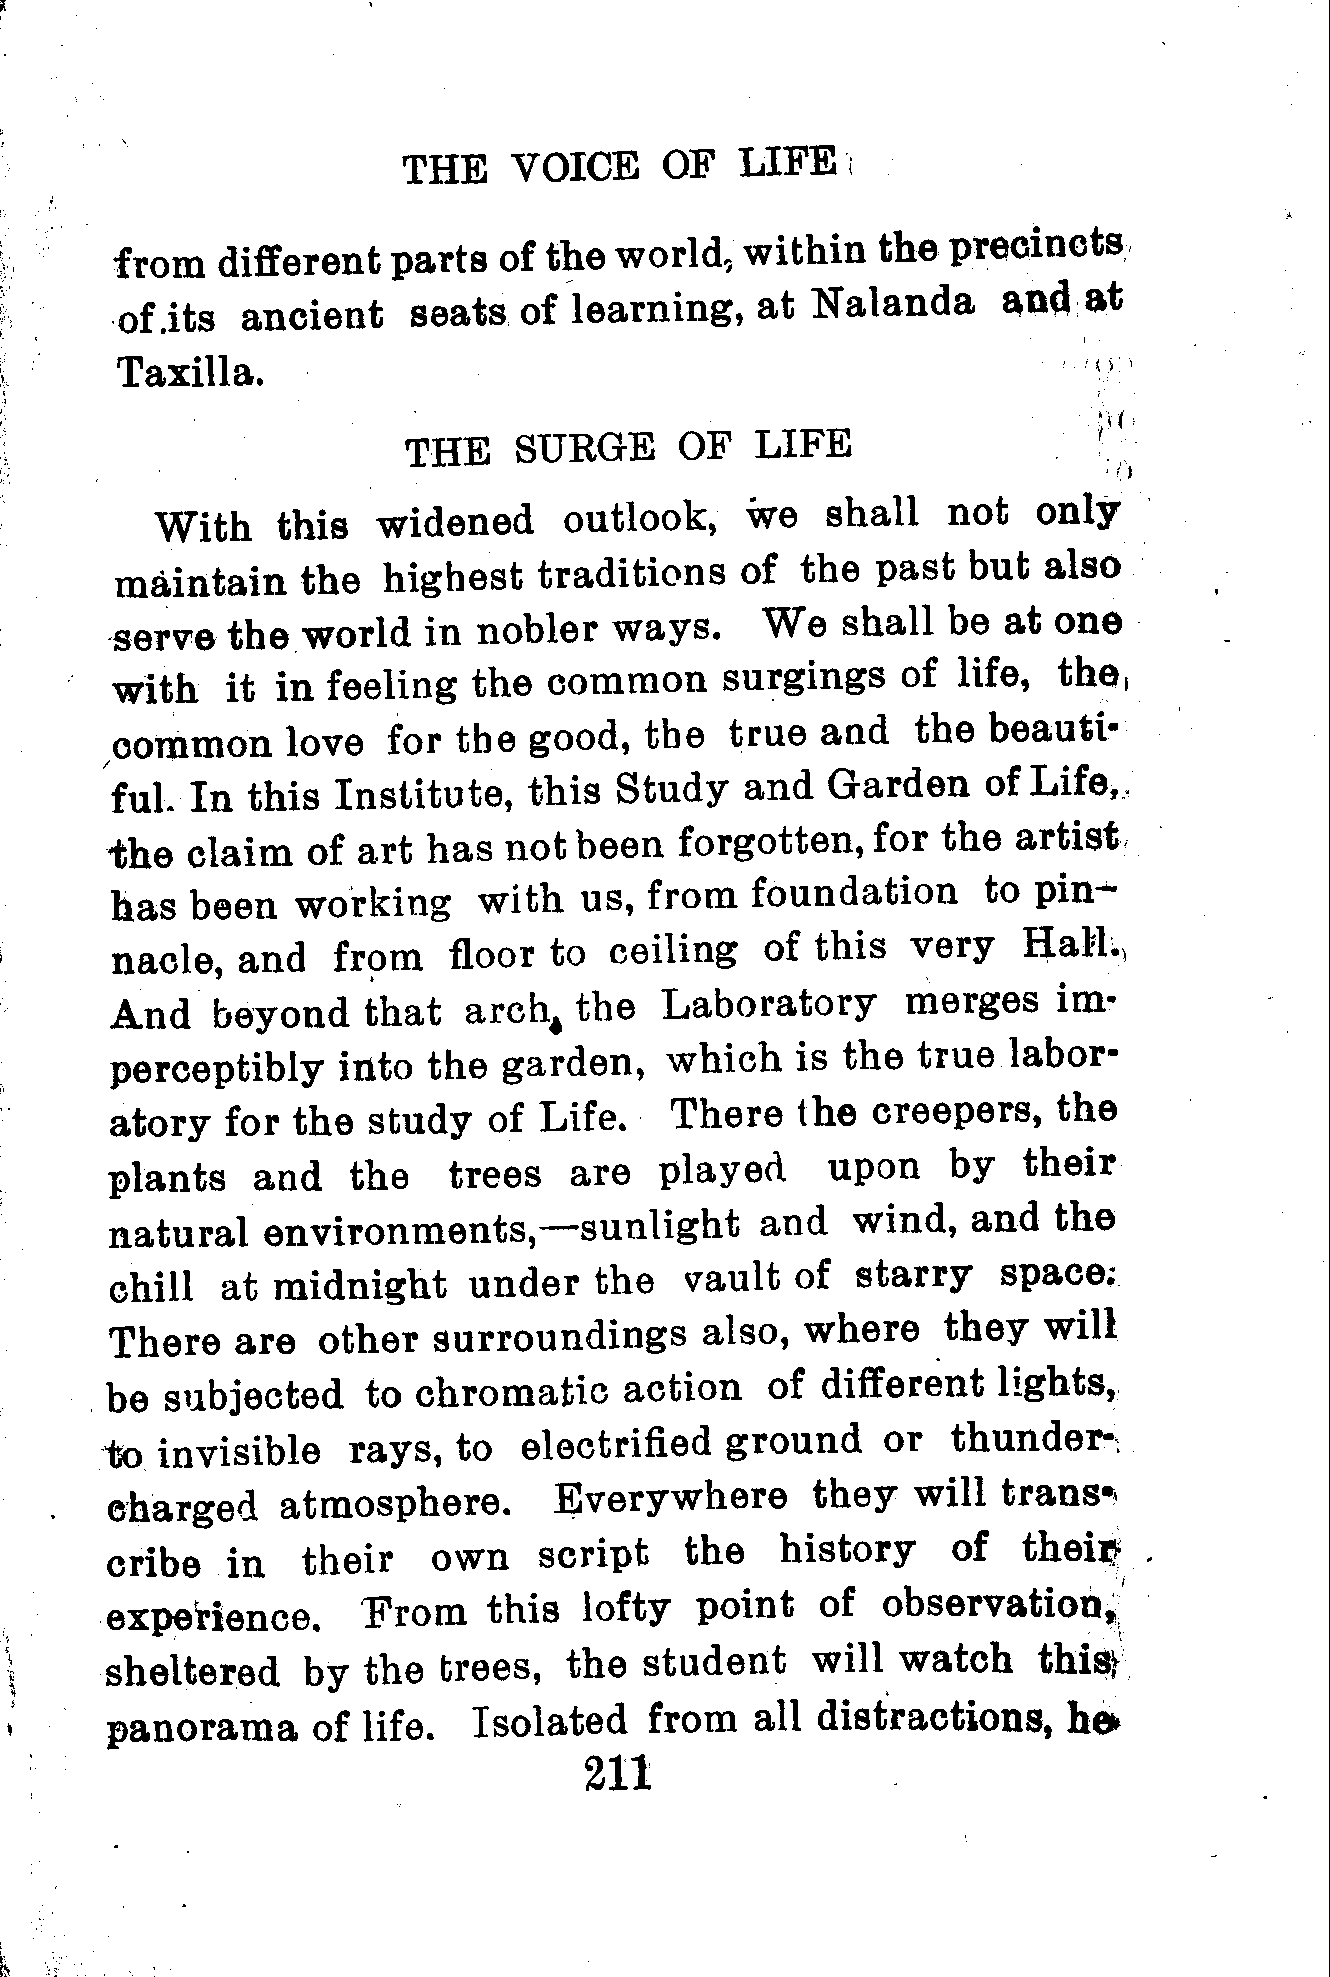 THE VOICE OF LIFE
from different parts of the world, within the precincts
of its ancient seats of learning, at Nalanda and at
Taxilla.
THE SURGE OF LIFE
With this widened outlook, we shall not only
maintain the highest traditions of the past but also
serve the world in nobler ways. We shall be at one
with it in feeling the common surgings of life, the
common love for the good, the true and the beauti-
ful. In this Institute, this Study and Garden of Life,
the claim of art has not been forgotten, for the artist
has been working with us, from foundation to pin-
nacle, and from floor to ceiling of this very Hall.
And beyond that arch, the Laboratory merges im-
perceptibly into the garden, which is the true labor-
atory for the study of Life. There the creepers, the
plants and the trees are played upon by their
natural environments,—sunlight and wind, and the
chill at midnight under the vault of starry space.
There are other surroundings also, where they will
be subjected to chromatic action of different lights,
to invisible rays, to electrified ground or thunder-
charged atmosphere. Everywhere they will trans-
cribe in their own script the history of their
experience. From this lofty point of observation,
sheltered by the trees, the student will watch this
panorama of life. Isolated from all distractions, he
211